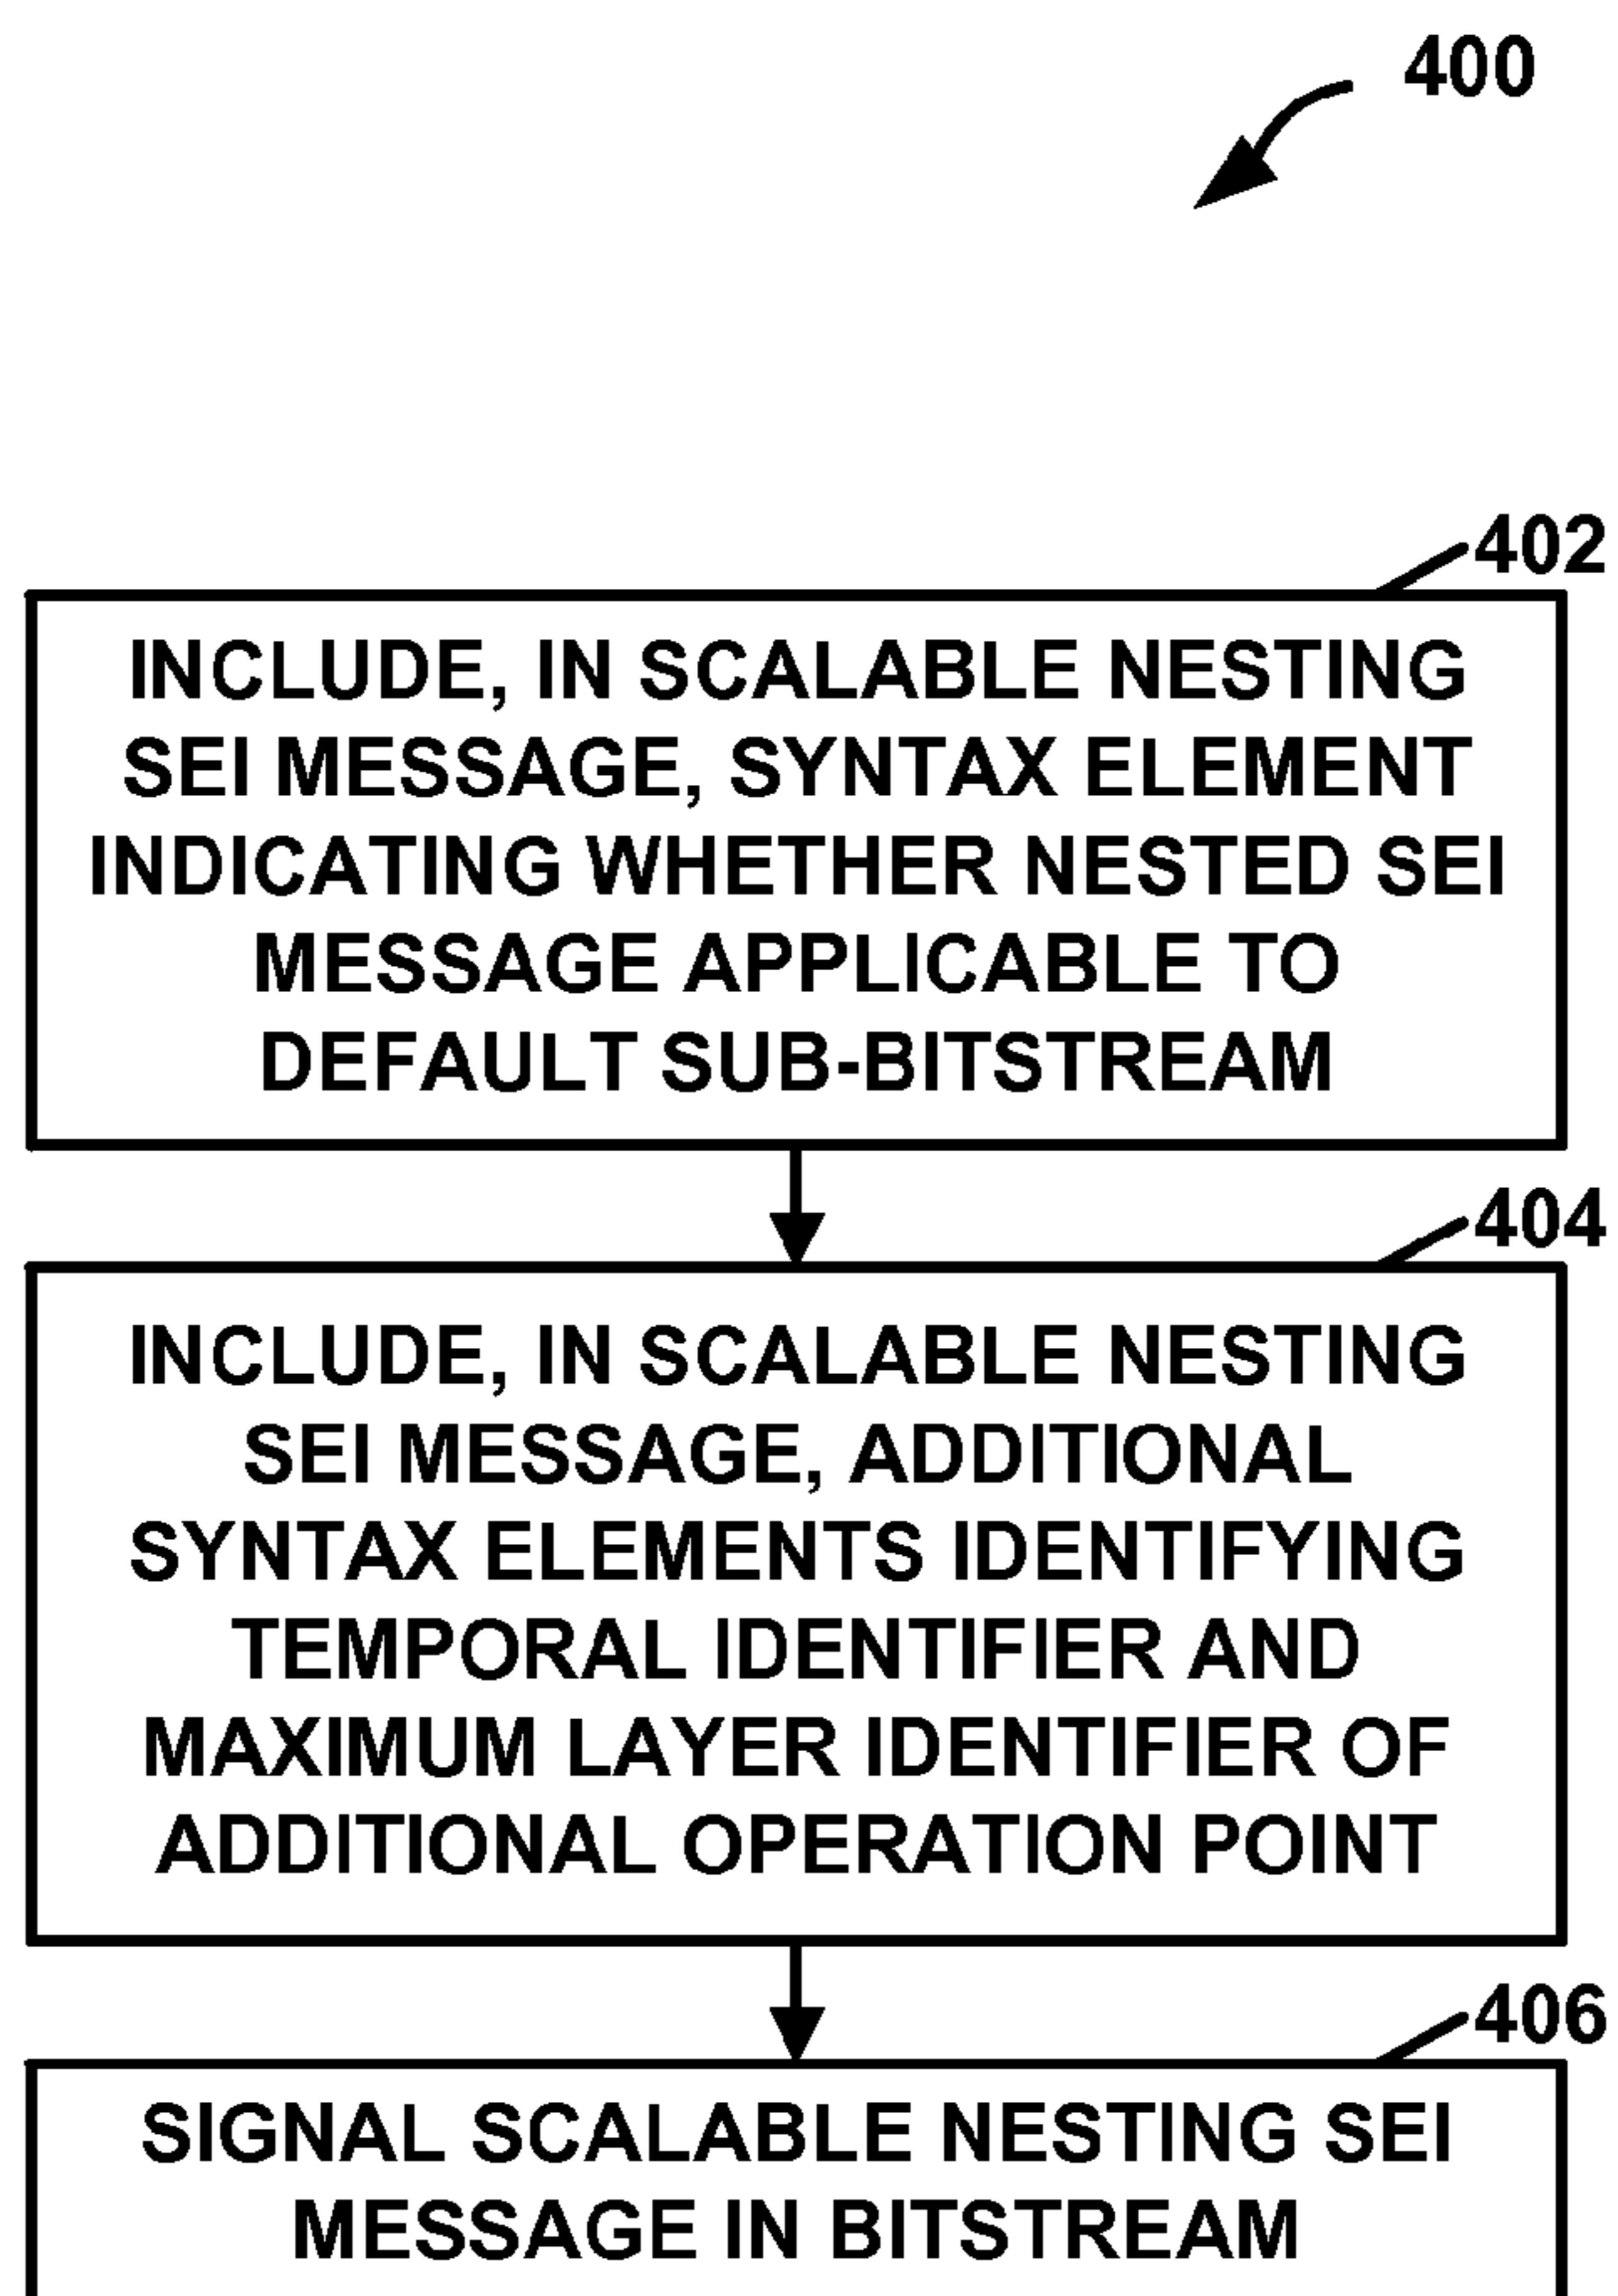 400
402
INCLUDE, IN SCALABLE NESTING
SEI MESSAGE, SYNTAX ELEMENT
INDICATING WHETHER NESTED SEI
MESSAGE APPLICABLE TO
DEFAULT SUB-BITSTREAM
404
INCLUDE, IN SCALABLE NESTING
SEI MESSAGE, ADDITIONAL
SYNTAX ELEMENTS IDENTIFYING
TEMPORAL IDENTIFIER AND
MAXIMUM LAYER IDENTIFIER OF
ADDITIONAL OPERATION POINT
406
SIGNAL SCALABLE NESTING SEI
MESSAGE IN BITSTREAM